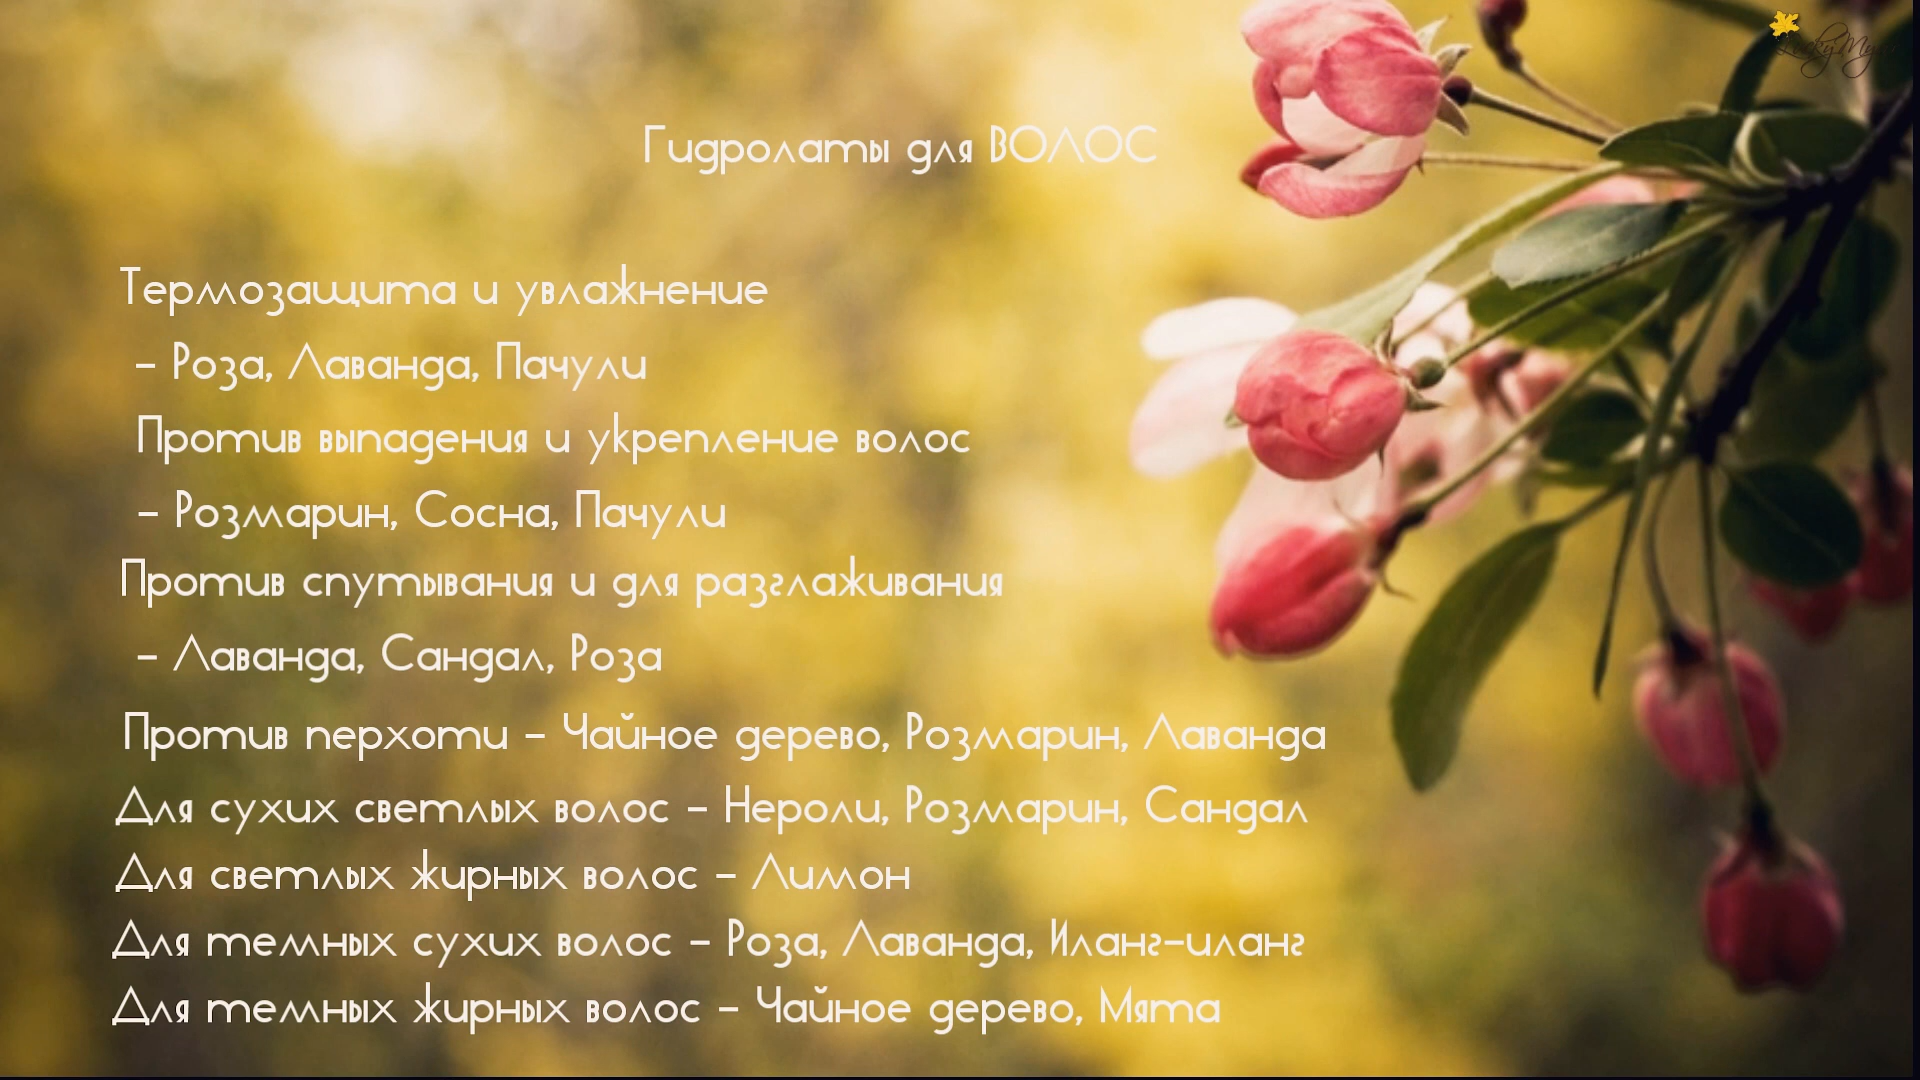 Гидролаты для ВОЛОС
Термозащита и увлажнение
- Роза, Лаванда, Пачули
Против выпадения и укрепление волос
- Розмарин, Сосна, Пачули
Против спутывания и для разглаживания
- Лаванда, Сандал, Роза
Против перхоти - Чайное дерево, Розмарин, Лаванда
Для сухих светлых волос - Нероли, Розмарин, Сандал
Для светлых жирных волос - Лимон
Для темных сухих волос - Роза, Лаванда, Иланг-иланг
Для темных жирных волос - Чайное дерево, Мята